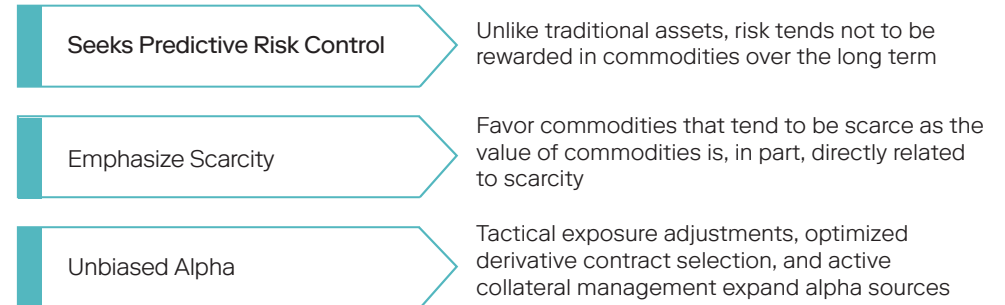 Seeks Predictive Risk Control
Unlike traditional assets, risk tends not to be
rewarded in commodities over the long term
Emphasize Scarcity
Favor commodities that tend to be scarce as the
value of commodities is, in part, directly related
to scarcity
Unbiased Alpha
Tactical exposure adjustments, optimized
derivative contract selection, and active
collateral management expand alpha sources